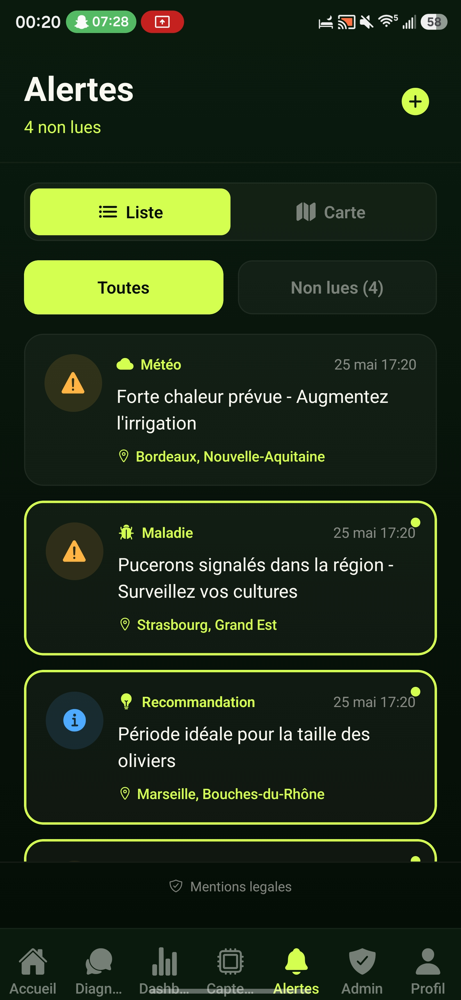 00:20 07:28 5 58
Alertes
4 non lues
Liste Carte
Toutes Non lues (4)
Météo 25 mai 17:20
Forte chaleur prévue - Augmentez
l'irrigation
Bordeaux, Nouvelle-Aquitaine
Maladie 25 mai 17:20
Pucerons signalés dans la région -
Surveillez vos cultures
Strasbourg, Grand Est
Recommandation 25 mai 17:20
Période idéale pour la taille des
oliviers
Marseille, Bouches-du-Rhône
Mentions legales
Accueil Diagn... Dashb... Capte... Alertes Admin Profil